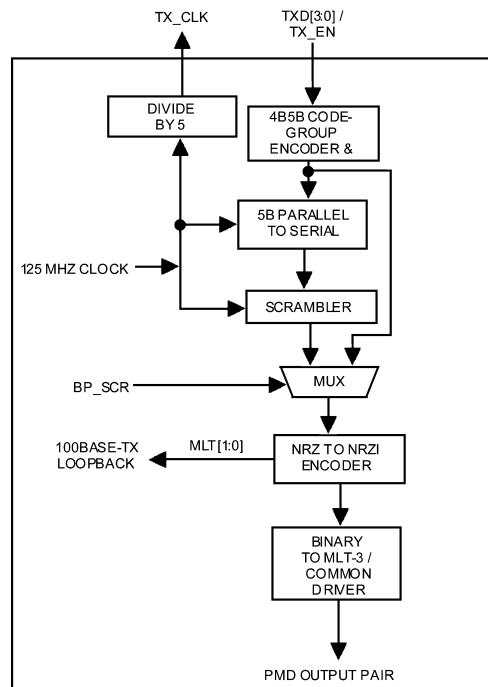 TX_CLK
TXD[3:0] /
TX_EN
DIVIDE
BY 5
4B5B CODE-
GROUP
ENCODER &
5B PARALLEL
TO SERIAL
125 MHZ CLOCK
SCRAMBLER
BP_SCR
MUX
100BASE-TX
LOOPBACK
MLT[1:0]
NRZ TO NRZI
ENCODER
BINARY
TO MLT-3 /
COMMON
DRIVER
PMD OUTPUT PAIR